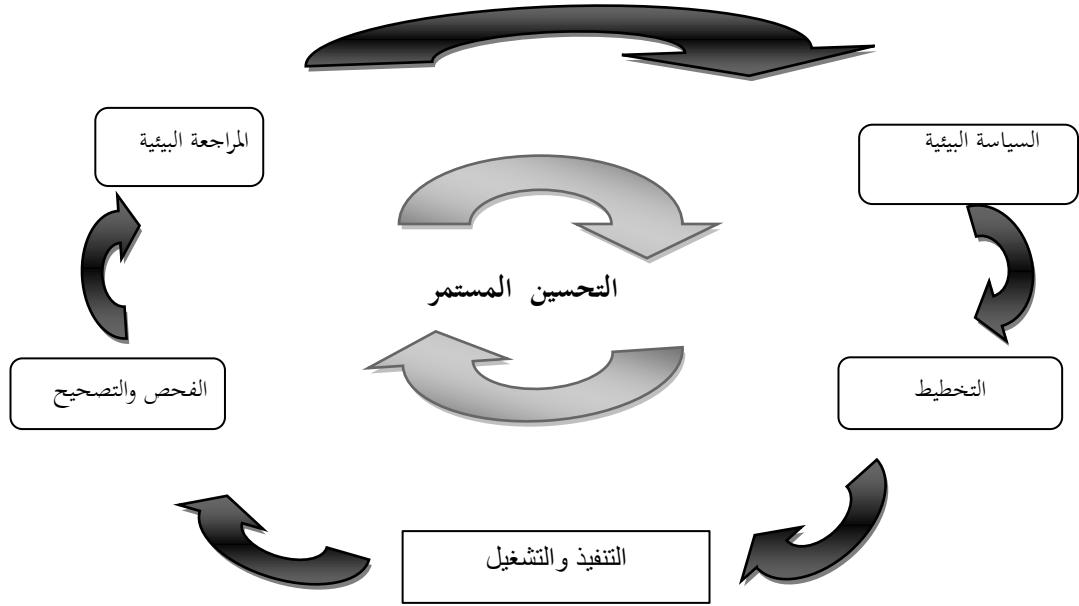 السياسة البيئية
المراجعة البيئية
التحسين المستمر
التخطيط
الفحص والتصحيح
التنفيذ والتشغيل